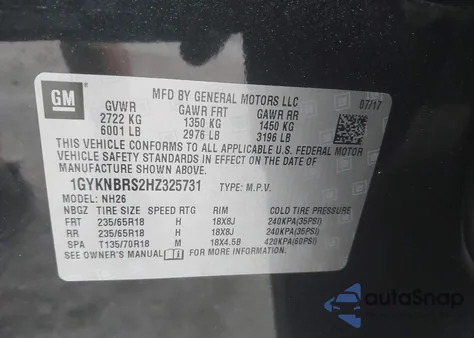 GM
MFD BY GENERAL MOTORS LLC 07/17
GVWR GAWR FRT GAWR RR
2722 KG 1350 KG 1450 KG
6001 LB 2976 LB 3196 LB
THIS VEHICLE CONFORMS TO ALL APPLICABLE U.S. FEDERAL MOTOR
VEHICLE SAFETY STANDARDS IN EFFECT ON THE DATE OF
MANUFACTURE SHOWN ABOVE.
1GYKNBRS2HZ325731 TYPE: M.P.V.
MODEL: NH26
NBGZ TIRE SIZE SPEED RTG RIM COLD TIRE PRESSURE
FRT 235/65R18 H 18X8J 240KPA(35PSI)
RR 235/65R18 H 18X8J 240KPA(35PSI)
SPA T135/70R18 M 18X4.5B 420KPA(60PSI)
SEE OWNER'S MANUAL FOR MORE INFORMATION.
autoSnap